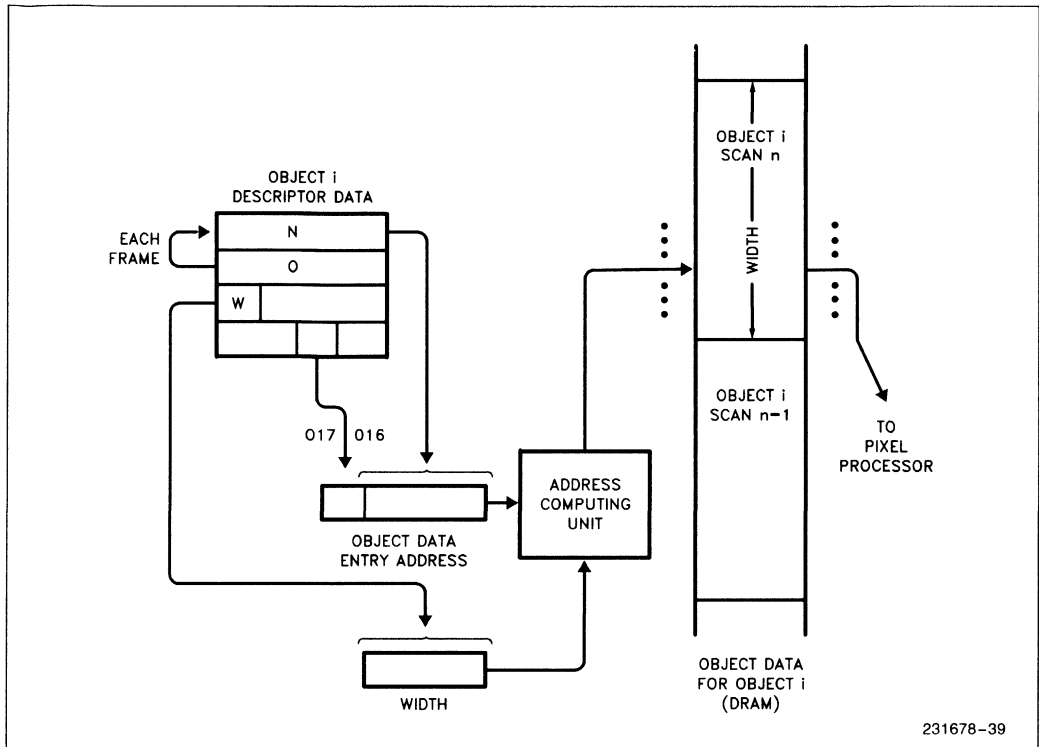 OBJECT i
DESCRIPTOR DATA
EACH
FRAME
N
O
W
O17 O16
OBJECT DATA
ENTRY ADDRESS
WIDTH
ADDRESS
COMPUTING
UNIT
OBJECT i
SCAN n
WIDTH
OBJECT i
SCAN n-1
TO
PIXEL
PROCESSOR
OBJECT DATA
FOR OBJECT i
(DRAM)
231678-39